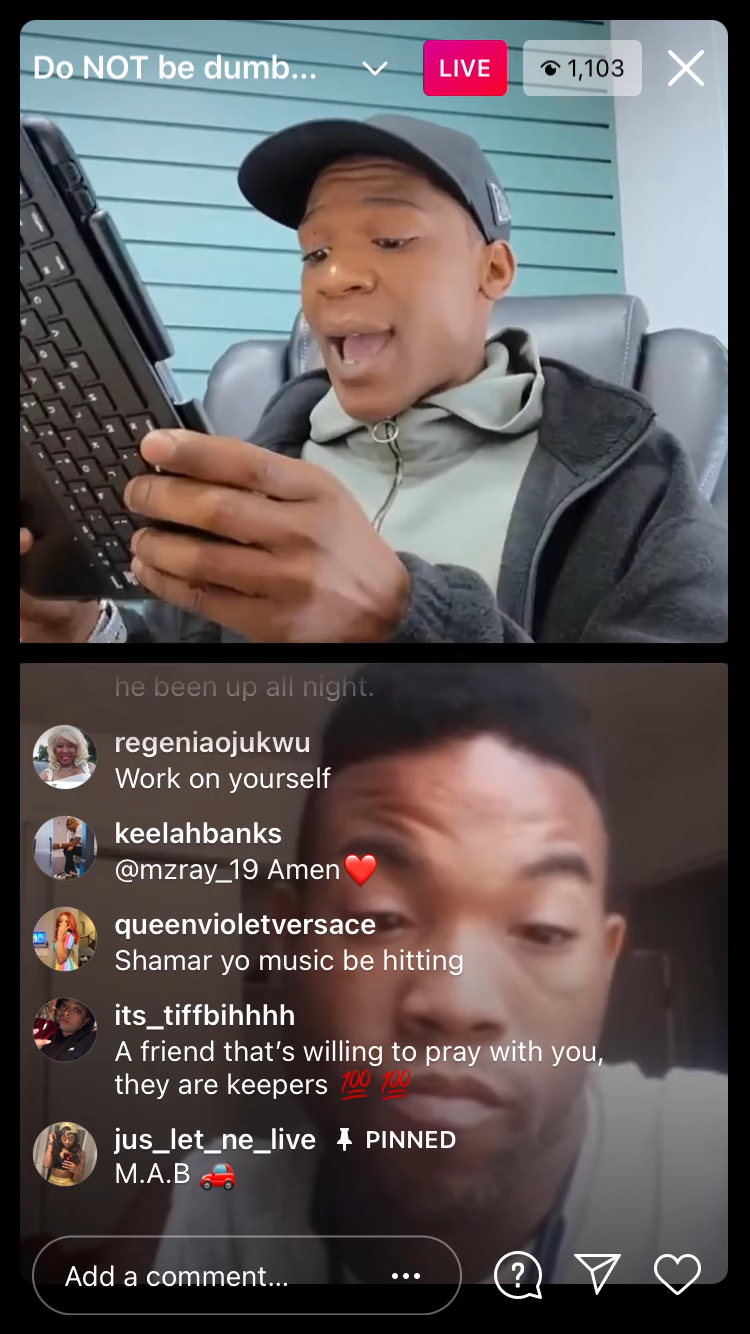 Do NOT be dumb...
LIVE
1,103
he been up all night.
regeniaojukwu
Work on yourself
keelahbanks
@mzray_19 Amen❤️
queenvioletversace
Shamar yo music be hitting
its_tiffbihhhh
A friend that’s willing to pray with you,
they are keepers 💯 💯
jus_let_ne_live 📌 PINNED
M.A.B 🚗
Add a comment...